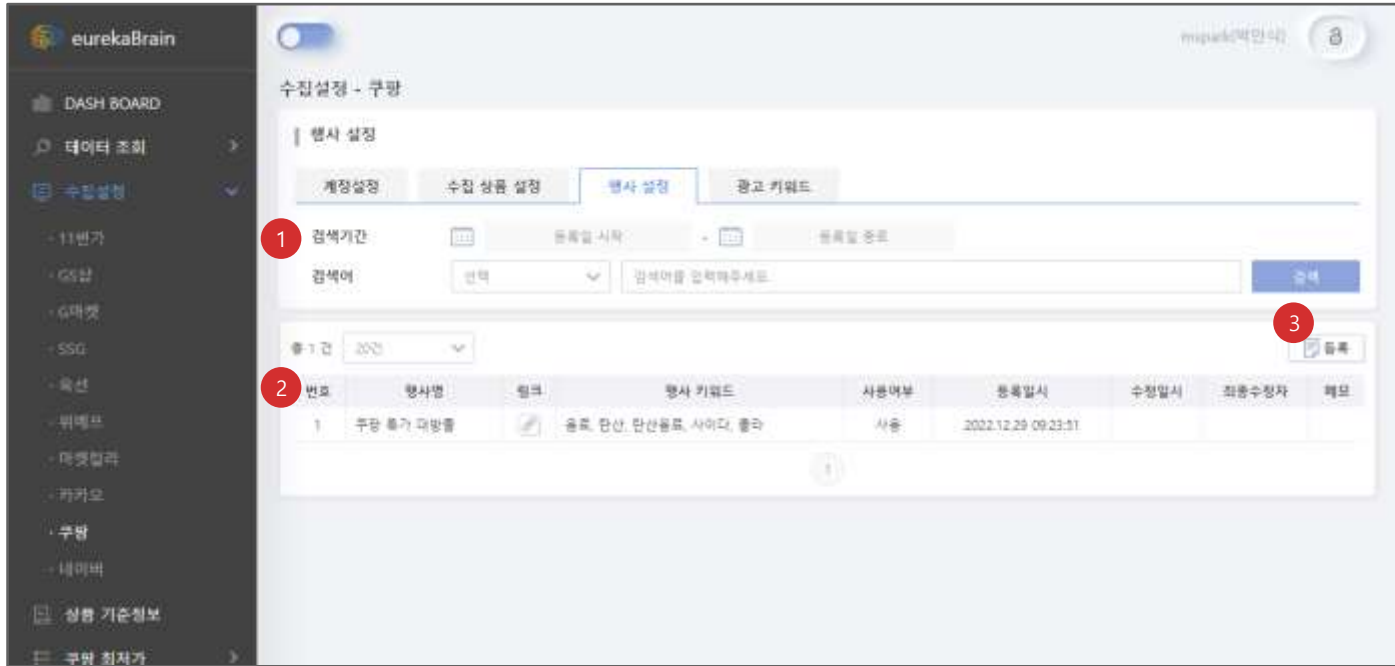 eurekaBrain
수집설정 - 쿠팡
DASH BOARD
데이터 조회
수집설정
· 11번가
· GS샵
· G마켓
· SSG
· 옥션
· 위메프
· 마켓컬리
· 카카오
· 쿠팡
· 네이버
상품 기준정보
쿠팡 최저가
행사 설정
계정설정 수집 상품 설정 행사 설정 광고 키워드
1 검색기간 등록일 시작 - 등록일 종료
검색어 선택 검색어를 입력해주세요. 검색
3
총 1 건 20건 등록
2 번호 행사명 링크 행사 키워드 사용여부 등록일시 수정일시 최종수정자 메모
1 쿠팡 특가 대방출 음료, 탄산, 탄산음료, 사이다, 콜라 사용 2022.12.29 09:23:51
1